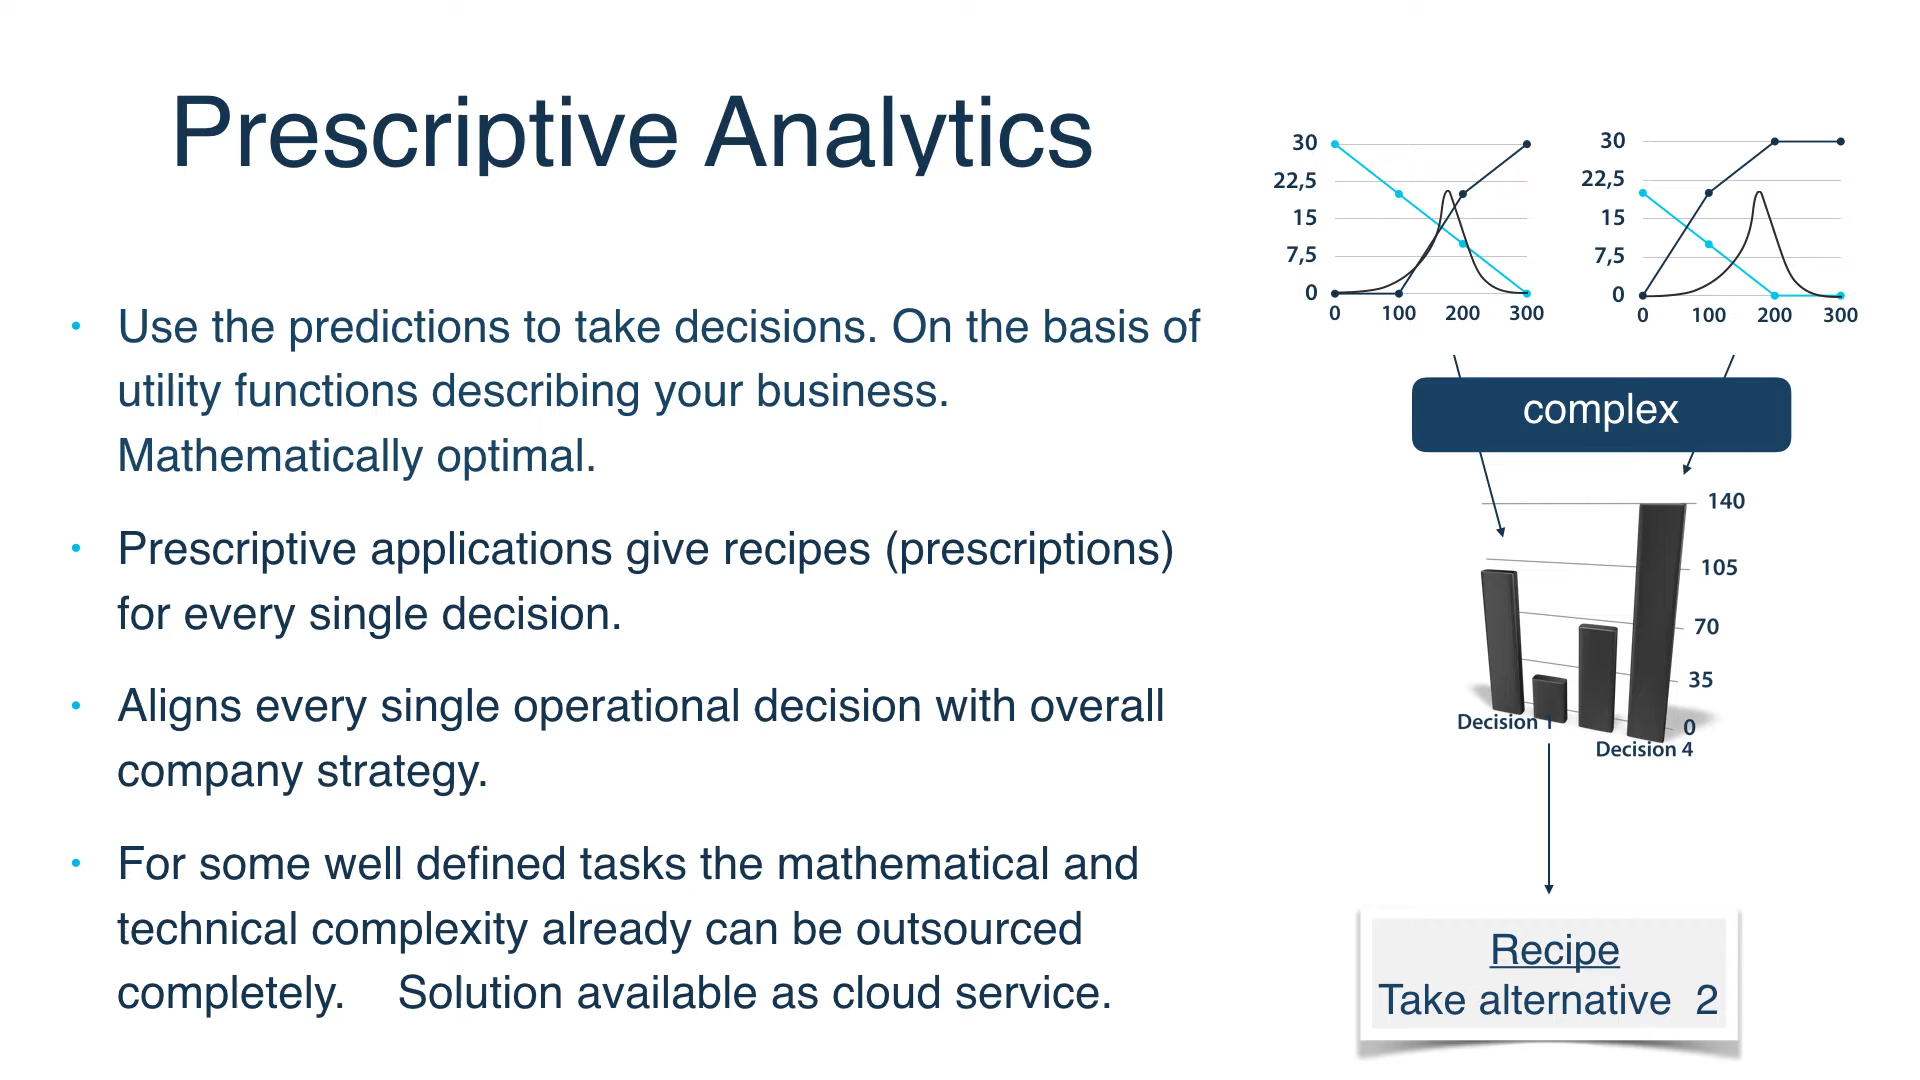 Prescriptive Analytics
Use the predictions to take decisions. On the basis of
utility functions describing your business.
Mathematically optimal.
Prescriptive applications give recipes (prescriptions)
for every single decision.
Aligns every single operational decision with overall
company strategy.
For some well defined tasks the mathematical and
technical complexity already can be outsourced
completely. Solution available as cloud service.
30
22,5
15
7,5
0
0 100 200 300
30
22,5
15
7,5
0
0 100 200 300
complex
140
105
70
35
0
Decision 1
Decision 4
Recipe
Take alternative 2